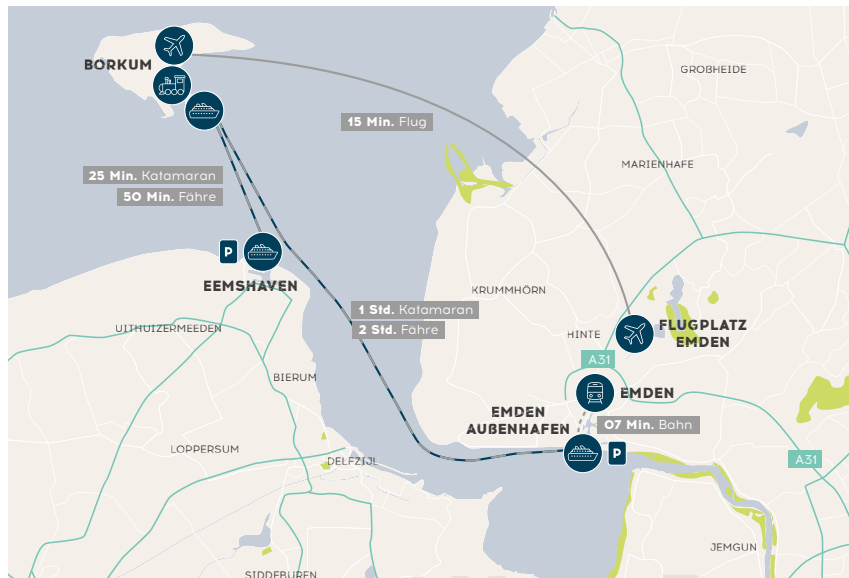 BORKUM
GROßHEIDE
15 Min. Flug
MARIENHAFE
25 Min. Katamaran
50 Min. Fähre
P
EEMSHAVEN
KRUMMHÖRN
1 Std. Katamaran
2 Std. Fähre
UITHUIZERMEEDEN
HINTE
FLUGPLATZ
EMDEN
A31
BIERUM
EMDEN
EMDEN
AUßENHAFEN
07 Min. Bahn
P
LOPPERSUM
DELFZIJL
A31
JEMGUN
SIDDEBUREN